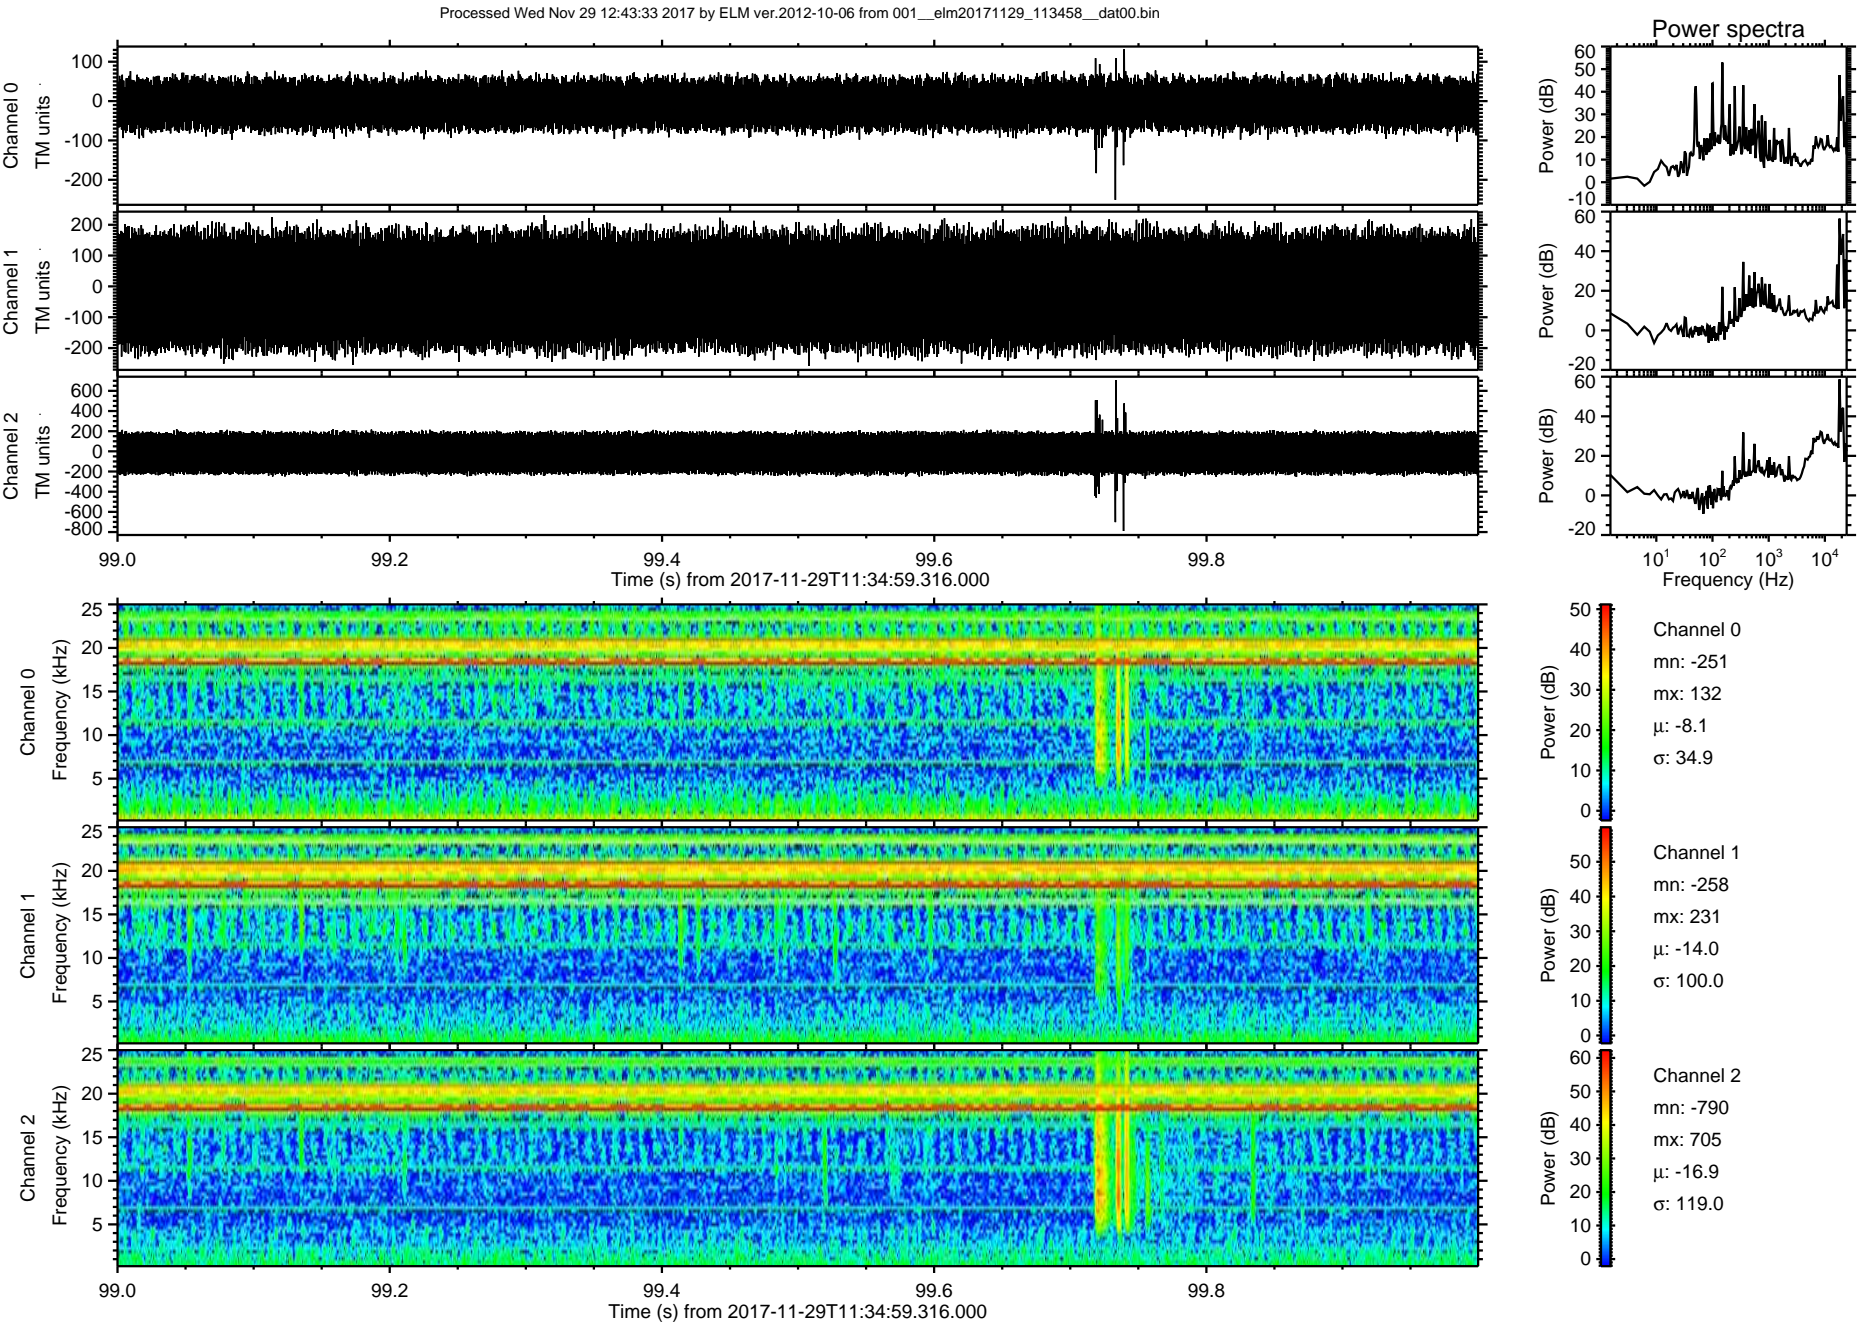 Processed Wed Nov 29 12:43:33 2017 by ELM ver.2012-10-06 from 001__elm20171129_113458__dat00.bin
Power spectra
Channel 0
TM units
100
0
-100
-200
Power (dB)
60
50
40
30
20
10
0
-10
Channel 1
TM units
200
100
0
-100
-200
Power (dB)
60
40
20
0
-20
Channel 2
TM units
600
400
200
0
-200
-400
-600
-800
Power (dB)
60
40
20
0
-20
99.0 99.2 99.4 99.6 99.8
Time (s) from 2017-11-29T11:34:59.316.000
10¹ 10² 10³ 10⁴
Frequency (Hz)
Channel 0
Frequency (kHz)
25
20
15
10
5
Power (dB)
50
40
30
20
10
0
Channel 0
mn: -251
mx: 132
μ: -8.1
σ: 34.9
Channel 1
Frequency (kHz)
25
20
15
10
5
Power (dB)
50
40
30
20
10
0
Channel 1
mn: -258
mx: 231
μ: -14.0
σ: 100.0
Channel 2
Frequency (kHz)
25
20
15
10
5
Power (dB)
60
50
40
30
20
10
0
Channel 2
mn: -790
mx: 705
μ: -16.9
σ: 119.0
99.0 99.2 99.4 99.6 99.8
Time (s) from 2017-11-29T11:34:59.316.000